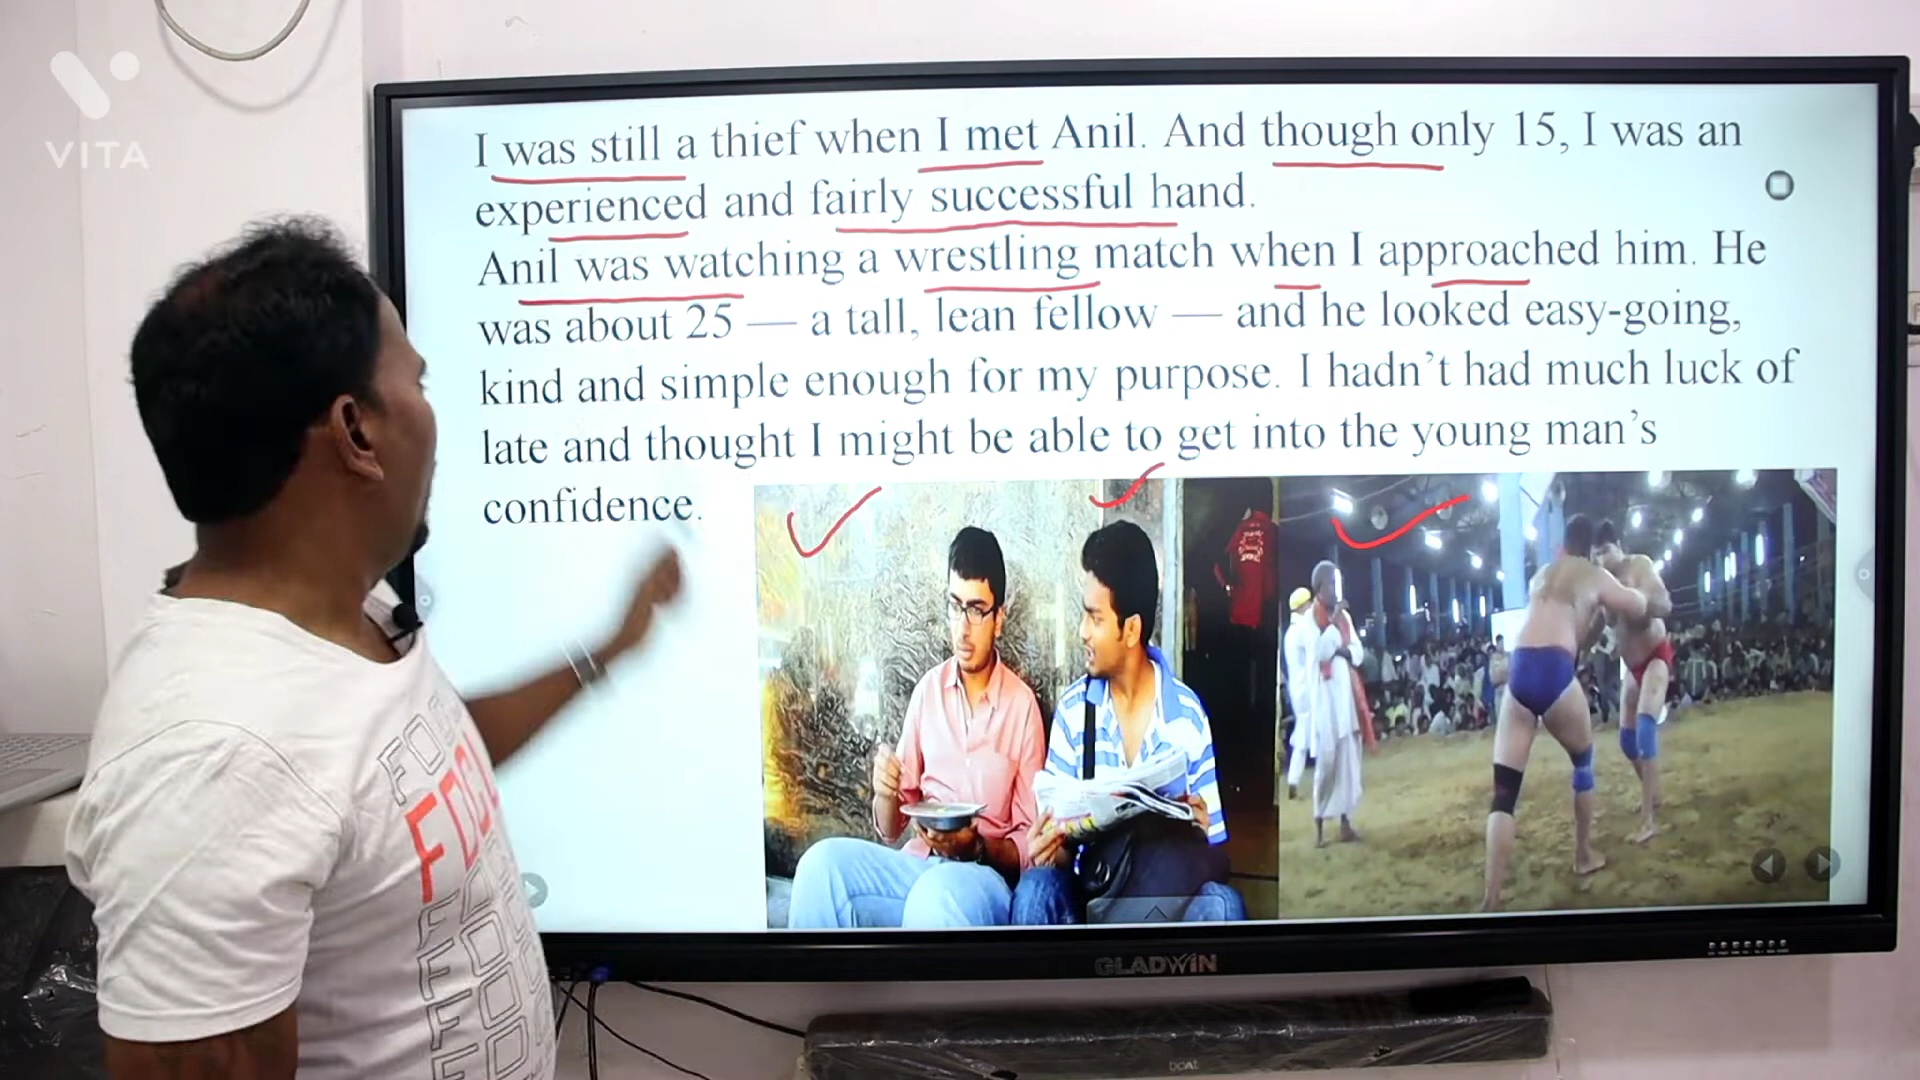 VITA
I was still a thief when I met Anil. And though only 15, I was an
experienced and fairly successful hand.
Anil was watching a wrestling match when I approached him. He
was about 25 — a tall, lean fellow — and he looked easy-going,
kind and simple enough for my purpose. I hadn't had much luck of
late and thought I might be able to get into the young man's
confidence.
FOCU
FOCU
GLADWIN
boAt